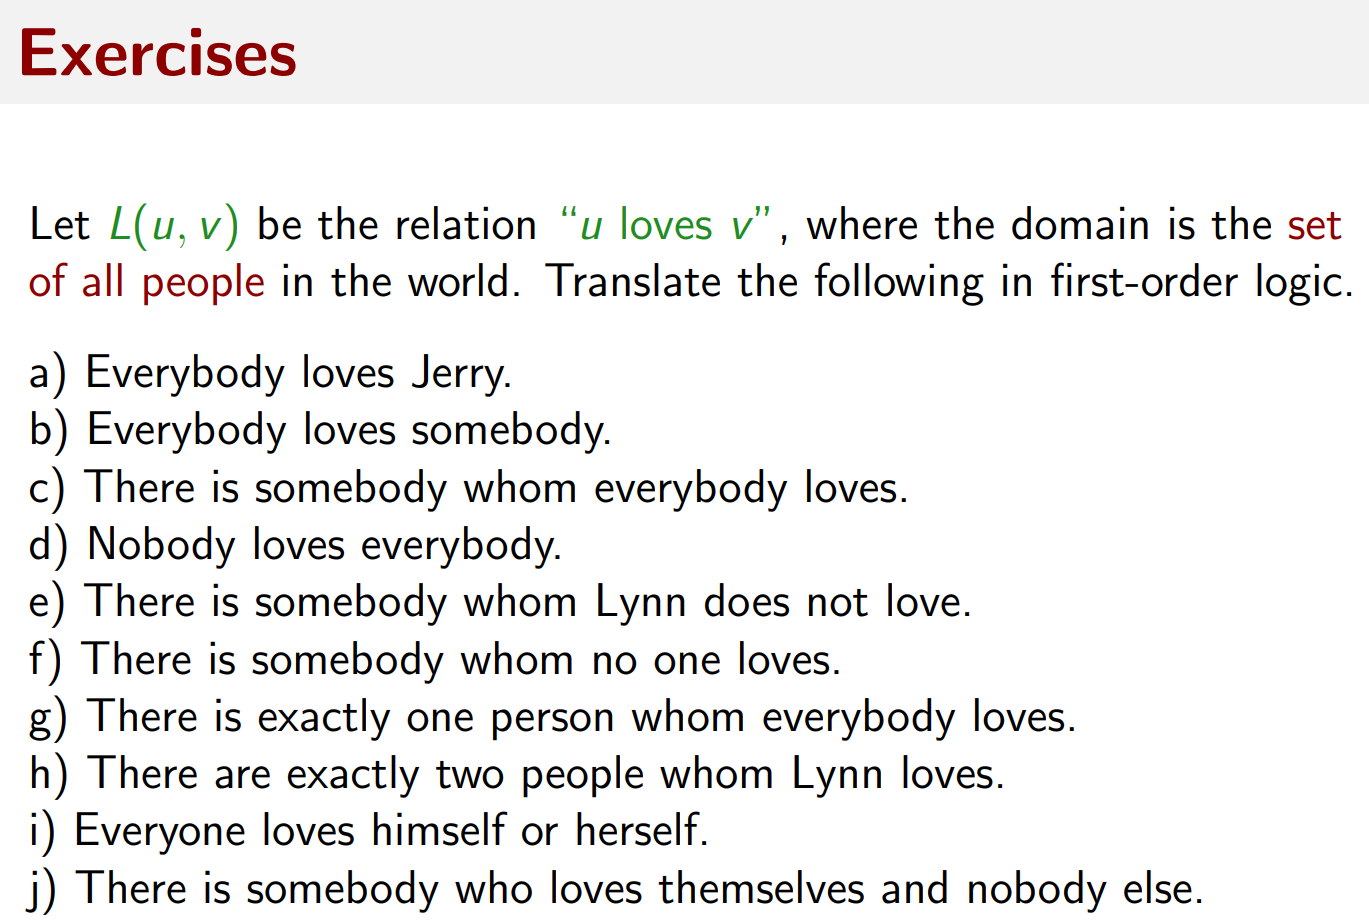 Exercises
Let L(u, v) be the relation “u loves v”, where the domain is the set
of all people in the world. Translate the following in first-order logic.
a) Everybody loves Jerry.
b) Everybody loves somebody.
c) There is somebody whom everybody loves.
d) Nobody loves everybody.
e) There is somebody whom Lynn does not love.
f) There is somebody whom no one loves.
g) There is exactly one person whom everybody loves.
h) There are exactly two people whom Lynn loves.
i) Everyone loves himself or herself.
j) There is somebody who loves themselves and nobody else.